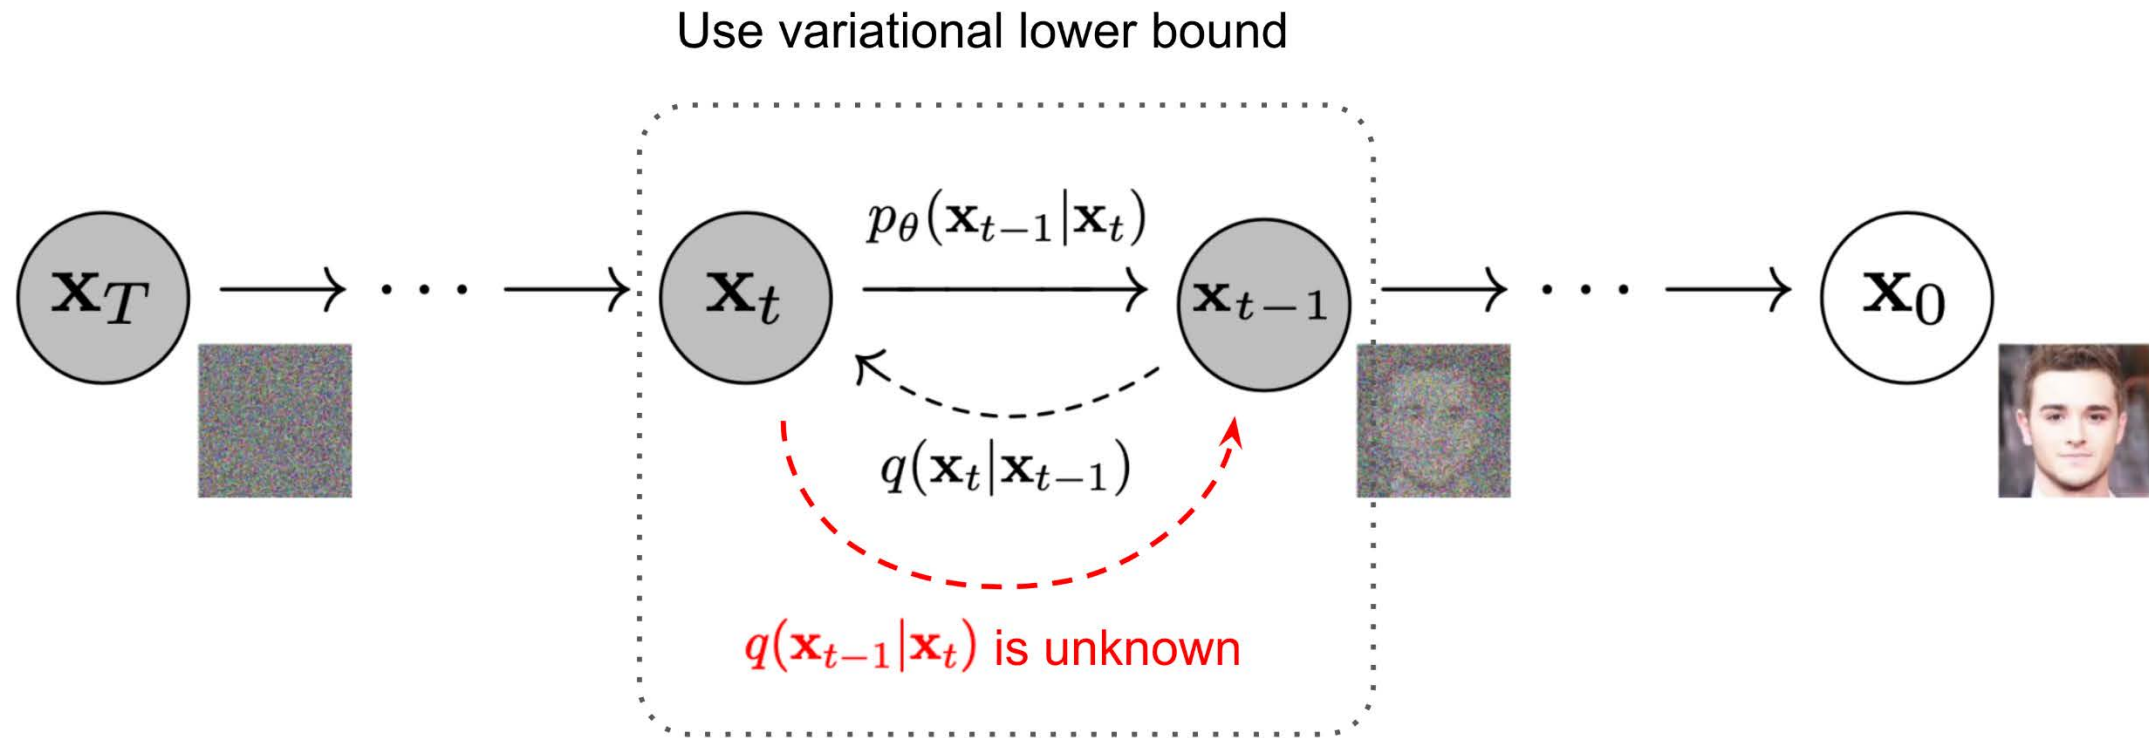 Use variational lower bound
x_T → ··· → x_t p_θ(x_{t−1}|x_t) x_{t−1} → ··· → x_0
q(x_t|x_{t−1})
q(x_{t−1}|x_t) is unknown